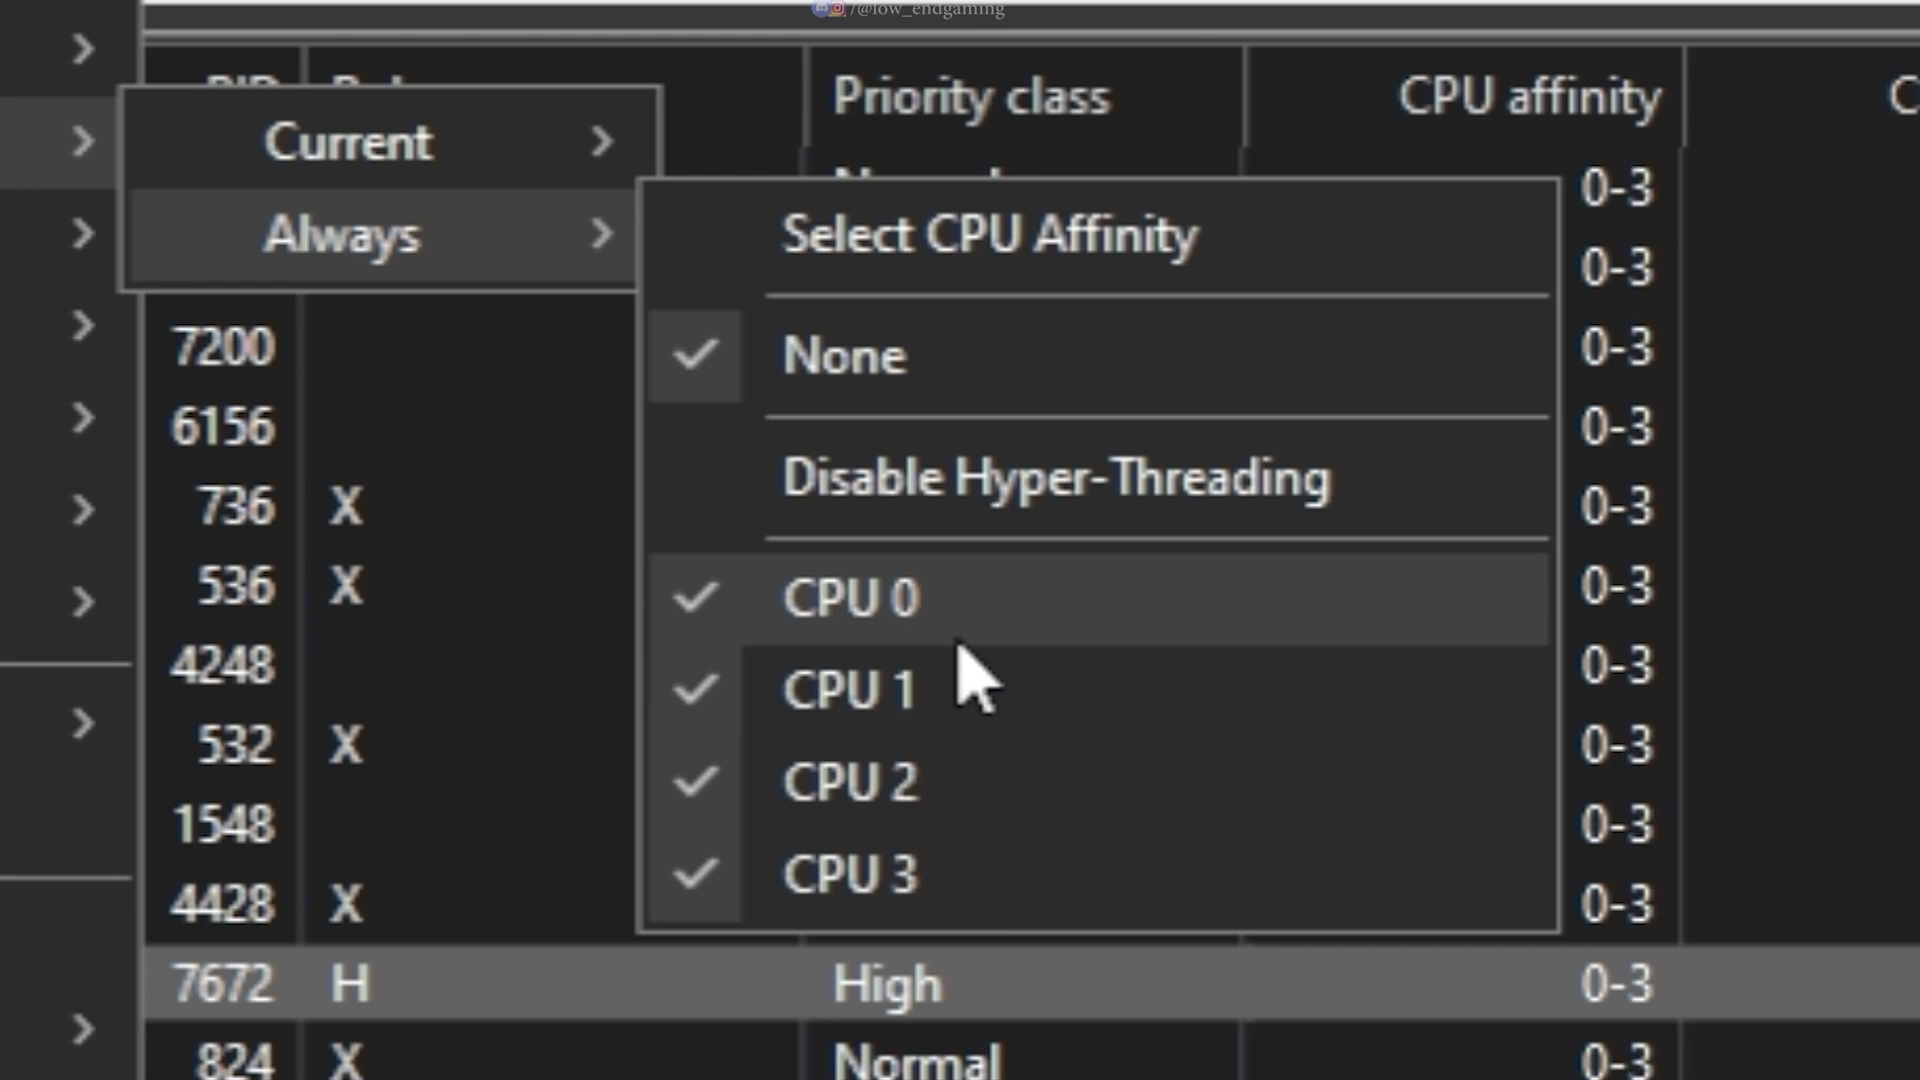 /@low_endgaming
Priority class CPU affinity
0-3
Current
Always
Select CPU Affinity
0-3
None
7200 0-3
6156 0-3
Disable Hyper-Threading
736 X 0-3
536 X 0-3
CPU 0
4248 0-3
CPU 1
532 X 0-3
CPU 2
1548 0-3
CPU 3
4428 X 0-3
7672 H High 0-3
824 X Normal 0-3